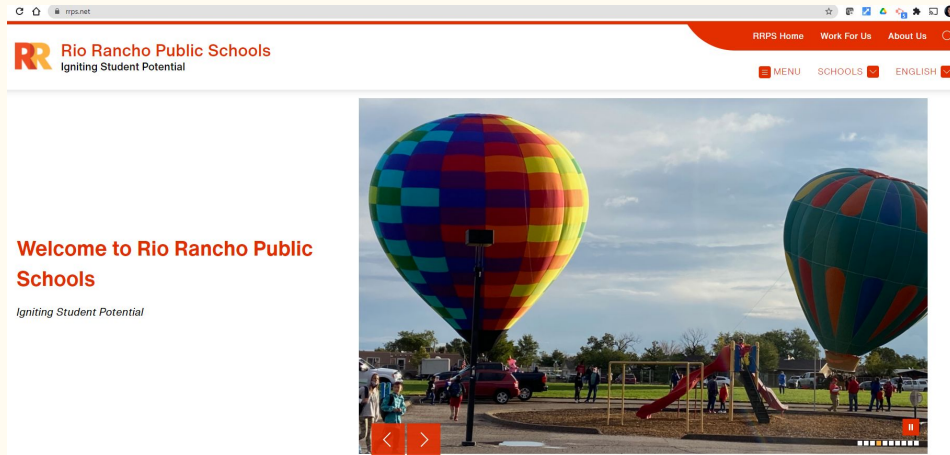 rrps.net
RRPS Home Work For Us About Us
RR
Rio Rancho Public Schools
Igniting Student Potential
MENU SCHOOLS ENGLISH
Welcome to Rio Rancho Public
Schools
Igniting Student Potential